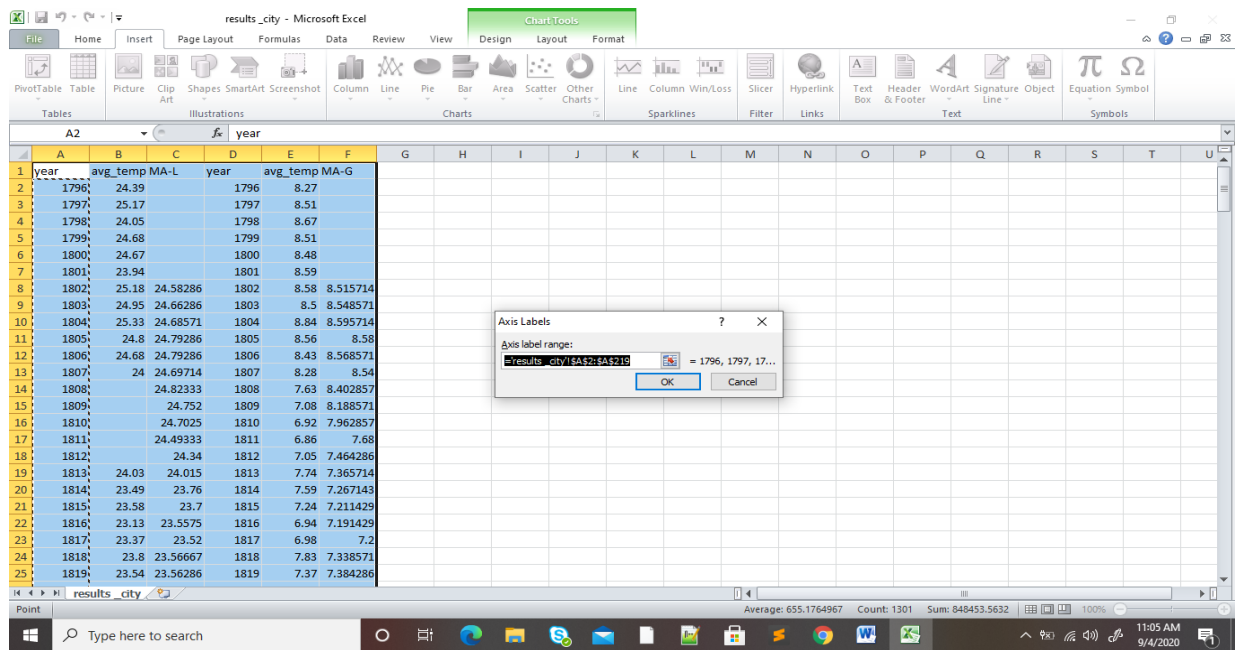 results _city - Microsoft Excel
Chart Tools
File Home Insert Page Layout Formulas Data Review View Design Layout Format
PivotTable Table Picture Clip Art Shapes SmartArt Screenshot Column Line Pie Bar Area Scatter Other Charts Line Column Win/Loss Slicer Hyperlink Text Box Header & Footer WordArt Signature Line Object Equation Symbol
Tables Illustrations Charts Sparklines Filter Links Text Symbols
A2 fx year
A B C D E F G H I J K L M N O P Q R S T U
1 year avg_temp MA-L year avg_temp MA-G
2 1796 24.39 1796 8.27
3 1797 25.17 1797 8.51
4 1798 24.05 1798 8.67
5 1799 24.68 1799 8.51
6 1800 24.67 1800 8.48
7 1801 23.94 1801 8.59
8 1802 25.18 24.58286 1802 8.58 8.515714
9 1803 24.95 24.66286 1803 8.5 8.548571
10 1804 25.33 24.68571 1804 8.84 8.595714
11 1805 24.8 24.79286 1805 8.56 8.58
12 1806 24.68 24.79286 1806 8.43 8.568571
13 1807 24 24.69714 1807 8.28 8.54
14 1808 24.82333 1808 7.63 8.402857
15 1809 24.752 1809 7.08 8.188571
16 1810 24.7025 1810 6.92 7.962857
17 1811 24.49333 1811 6.86 7.68
18 1812 24.34 1812 7.05 7.464286
19 1813 24.03 24.015 1813 7.74 7.365714
20 1814 23.49 23.76 1814 7.59 7.267143
21 1815 23.58 23.7 1815 7.24 7.211429
22 1816 23.13 23.5575 1816 6.94 7.191429
23 1817 23.37 23.52 1817 6.98 7.2
24 1818 23.8 23.56667 1818 7.83 7.338571
25 1819 23.54 23.56286 1819 7.37 7.384286
Axis Labels ?
Axis label range:
='results _city'!$A$2:$A$219 = 1796, 1797, 17...
OK Cancel
results _city
Point Average: 655.1764967 Count: 1301 Sum: 848453.5632 100%
Type here to search
11:05 AM
9/4/2020